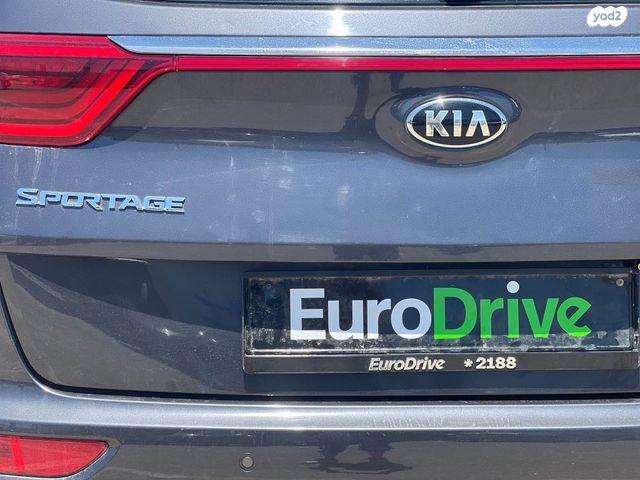 yad2
KIA
SPORTAGE
EuroDrive
EuroDrive *2188